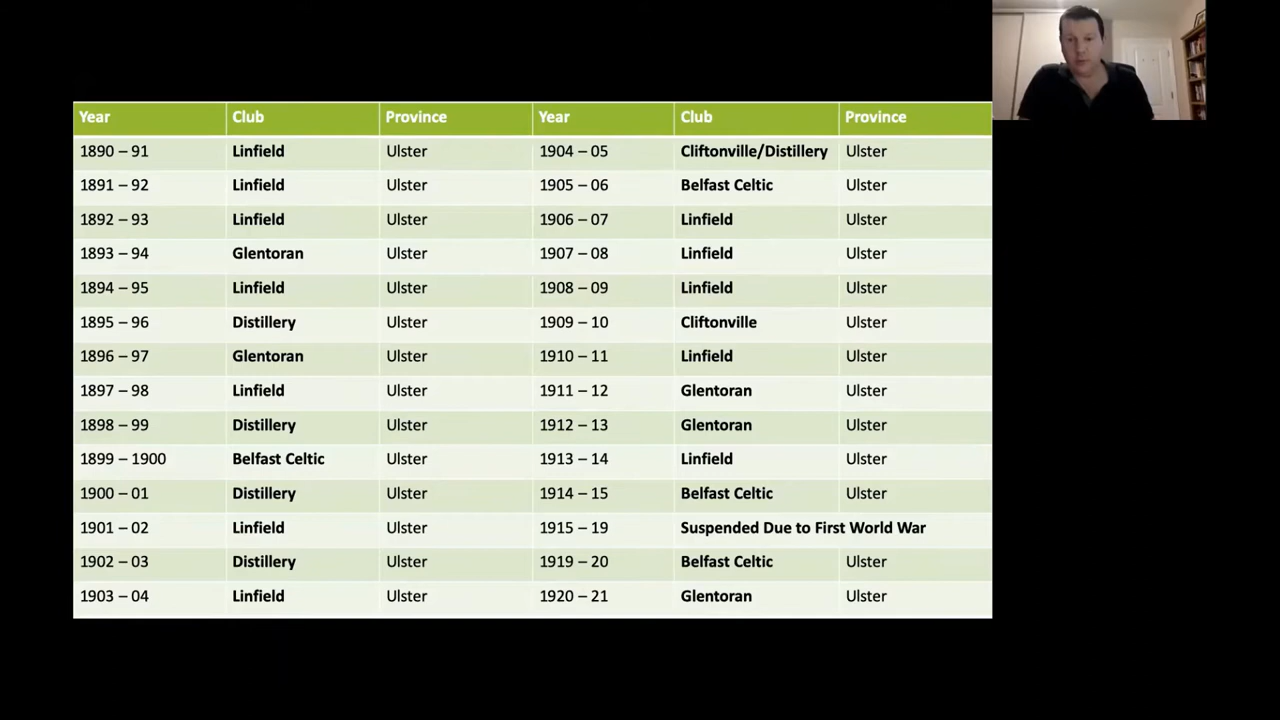 Year Club Province Year Club Province
1890 – 91 Linfield Ulster 1904 – 05 Cliftonville/Distillery Ulster
1891 – 92 Linfield Ulster 1905 – 06 Belfast Celtic Ulster
1892 – 93 Linfield Ulster 1906 – 07 Linfield Ulster
1893 – 94 Glentoran Ulster 1907 – 08 Linfield Ulster
1894 – 95 Linfield Ulster 1908 – 09 Linfield Ulster
1895 – 96 Distillery Ulster 1909 – 10 Cliftonville Ulster
1896 – 97 Glentoran Ulster 1910 – 11 Linfield Ulster
1897 – 98 Linfield Ulster 1911 – 12 Glentoran Ulster
1898 – 99 Distillery Ulster 1912 – 13 Glentoran Ulster
1899 – 1900 Belfast Celtic Ulster 1913 – 14 Linfield Ulster
1900 – 01 Distillery Ulster 1914 – 15 Belfast Celtic Ulster
1901 – 02 Linfield Ulster 1915 – 19 Suspended Due to First World War
1902 – 03 Distillery Ulster 1919 – 20 Belfast Celtic Ulster
1903 – 04 Linfield Ulster 1920 – 21 Glentoran Ulster